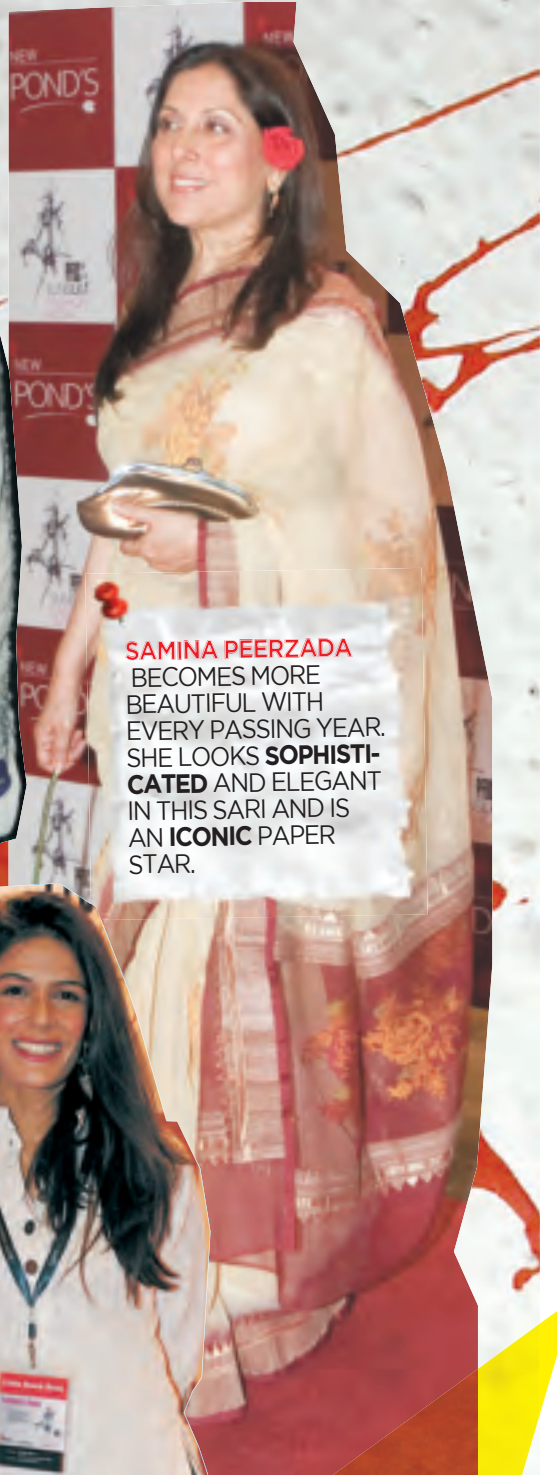 NEW
POND'S
NEW
NEW
POND'S
SAMINA PEERZADA
BECOMES MORE
BEAUTIFUL WITH
EVERY PASSING YEAR.
SHE LOOKS SOPHISTI-
CATED AND ELEGANT
IN THIS SARI AND IS
AN ICONIC PAPER
STAR.
NEW